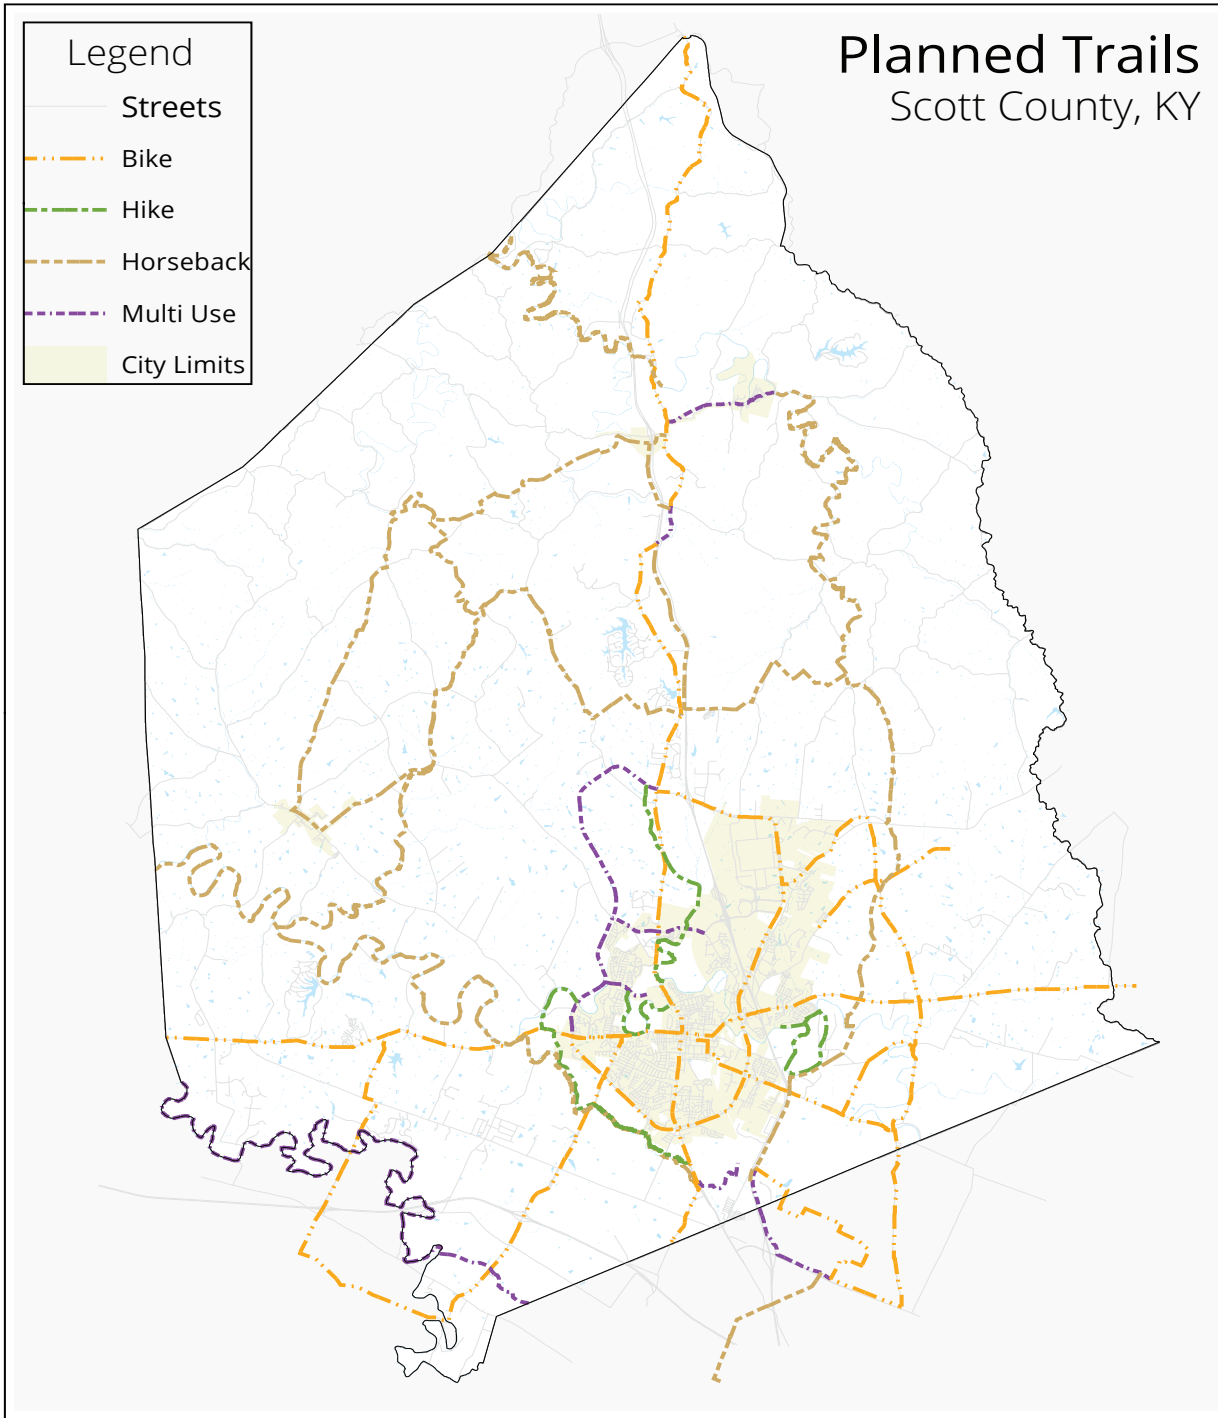 Legend
Streets
Bike
Hike
Horseback
Multi Use
City Limits
Planned Trails
Scott County, KY